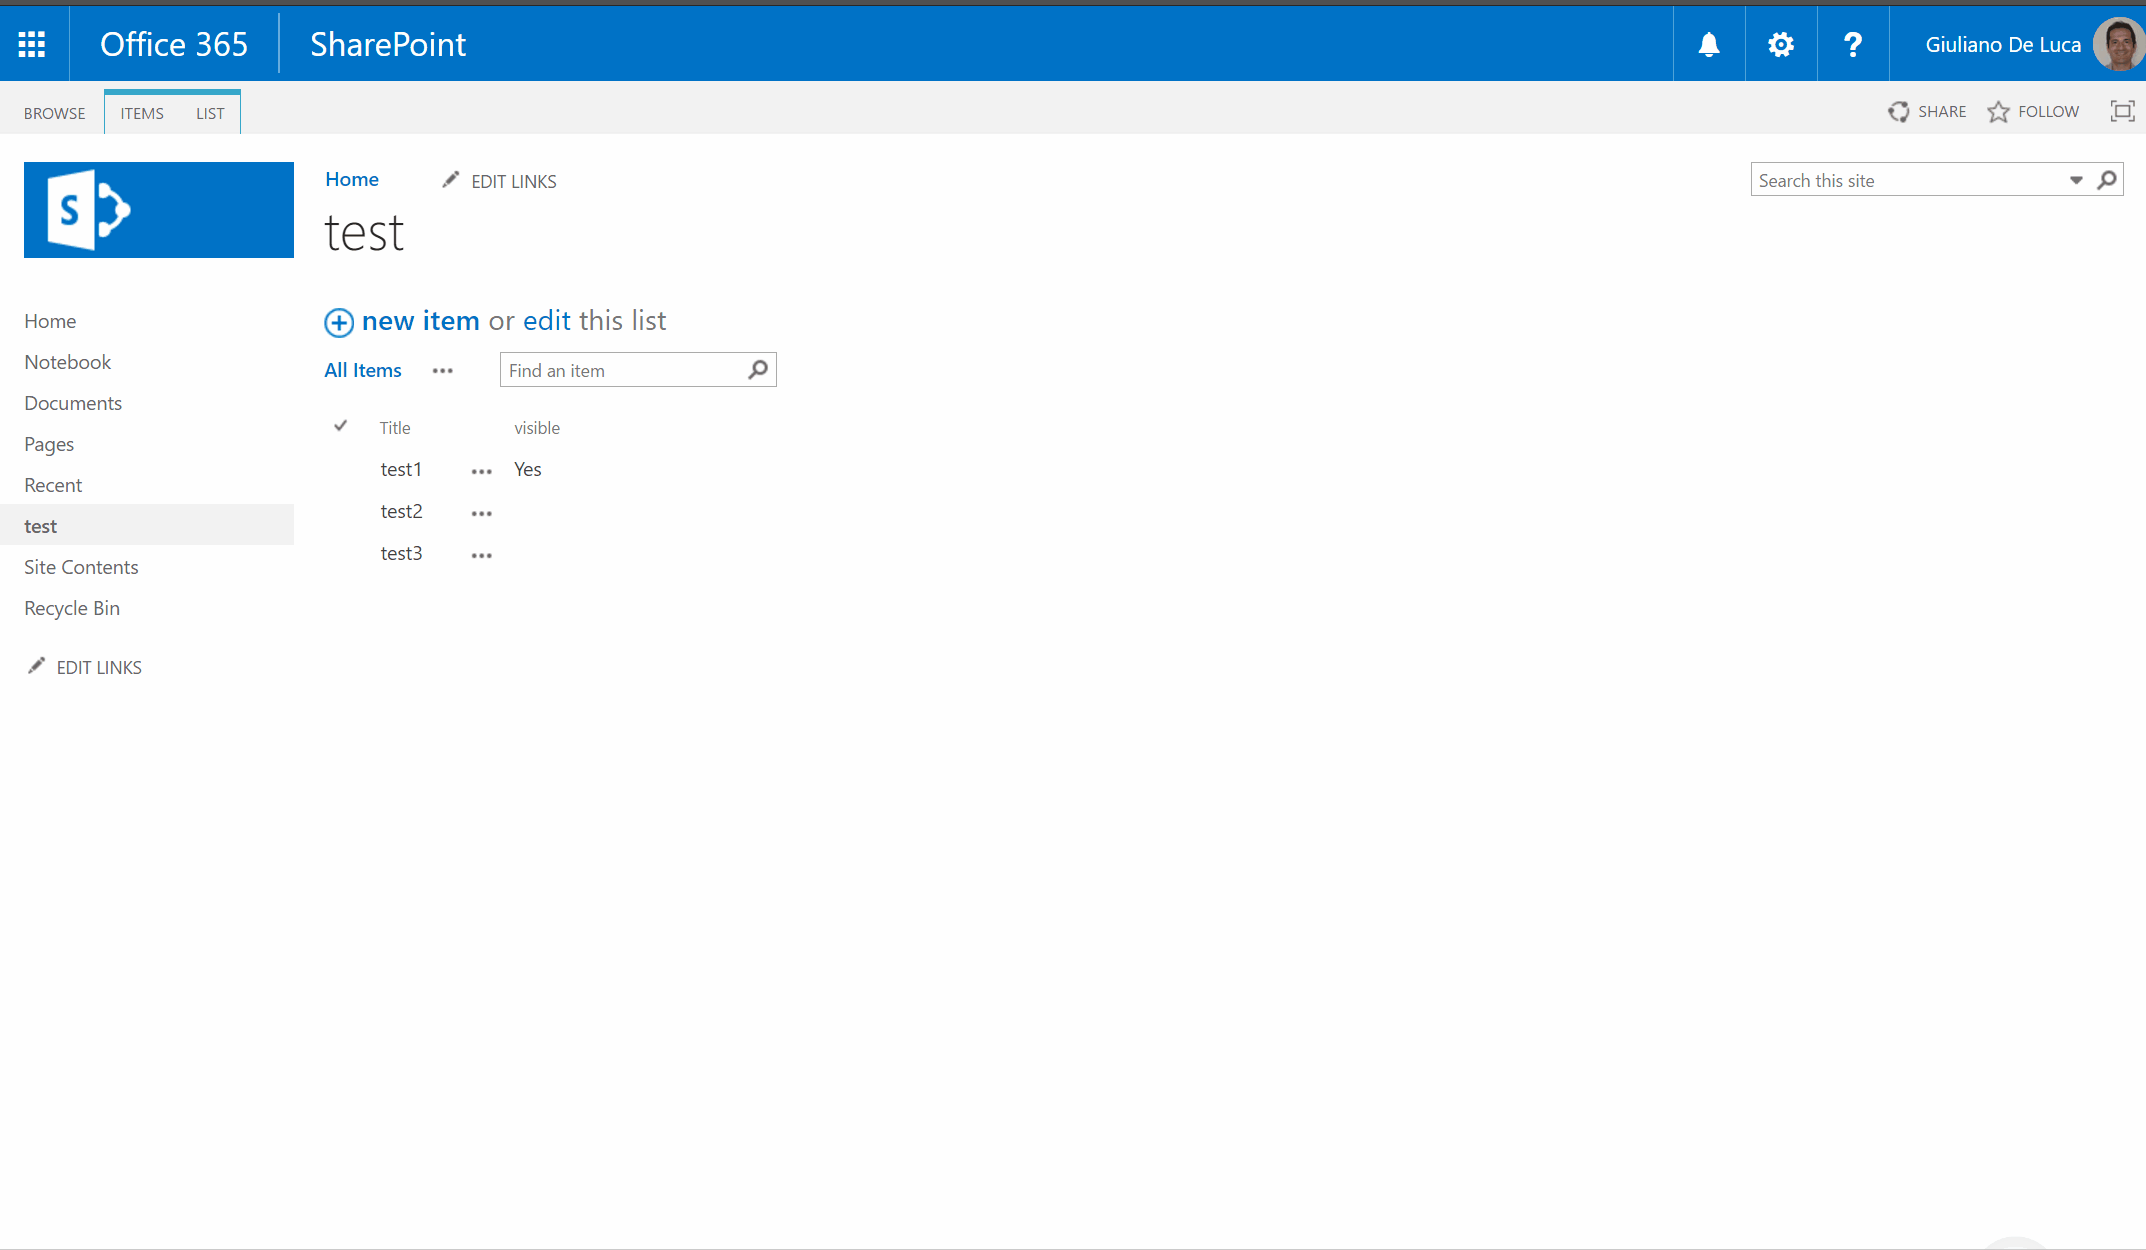 Office 365 SharePoint ? Giuliano De Luca
BROWSE ITEMS LIST SHARE FOLLOW
S
Home EDIT LINKS Search this site
test
Home
Notebook
Documents
Pages
Recent
test
Site Contents
Recycle Bin
EDIT LINKS
new item or edit this list
All Items ••• Find an item
Title visible
test1 ••• Yes
test2 •••
test3 •••